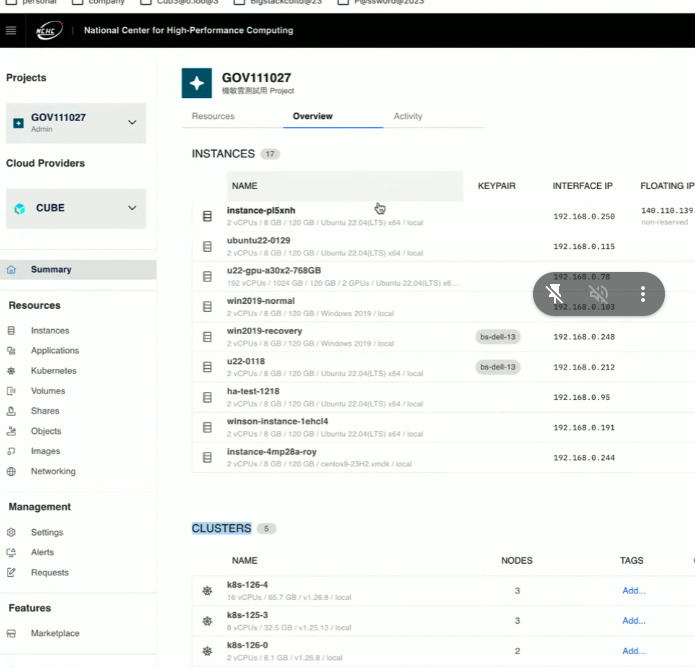 personal company Cub3@0.foo@3 Bigstackcoltd@23 P@ssword@2023
NCHC National Center for High-Performance Computing
Projects
GOV111027
Admin
Cloud Providers
CUBE
Summary
Resources
Instances
Applications
Kubernetes
Volumes
Shares
Objects
Images
Networking
Management
Settings
Alerts
Requests
Features
Marketplace
GOV111027
機敏雲測試用 Project
Resources Overview Activity
INSTANCES 17
NAME KEYPAIR INTERFACE IP FLOATING IP
instance-pl5xnh 192.168.0.250 140.110.139.
2 vCPUs / 8 GB / 120 GB / Ubuntu 22.04(LTS) x64 / local non-reserved
ubuntu22-0129 192.168.0.115
2 vCPUs / 8 GB / 120 GB / Ubuntu 22.04(LTS) x64 / local
u22-gpu-a30x2-768GB 192.168.0.78
192 vCPUs / 1024 GB / 120 GB / 2 GPUs / Ubuntu 22.04(LTS) x6...
win2019-normal 192.168.0.103
2 vCPUs / 8 GB / 120 GB / Windows 2019 / local
win2019-recovery bs-dell-13 192.168.0.248
2 vCPUs / 8 GB / 120 GB / Windows 2019 / local
u22-0118 bs-dell-13 192.168.0.212
2 vCPUs / 8 GB / 120 GB / Ubuntu 22.04(LTS) x64 / local
ha-test-1218 192.168.0.95
2 vCPUs / 8 GB / 120 GB / Ubuntu 22.04(LTS) x64 / local
winson-instance-1ehcl4 192.168.0.191
2 vCPUs / 8 GB / 120 GB / Ubuntu 22.04(LTS) x64 / local
instance-4mp28a-roy 192.168.0.244
2 vCPUs / 8 GB / 120 GB / centos9-23H2.vmdk / local
CLUSTERS 5
NAME NODES TAGS
k8s-126-4 3 Add...
16 vCPUs / 65.7 GB / v1.26.8 / local
k8s-125-3 3 Add...
8 vCPUs / 32.5 GB / v1.25.13 / local
k8s-126-0 2 Add...
2 vCPUs / 8.1 GB / v1.26.8 / local